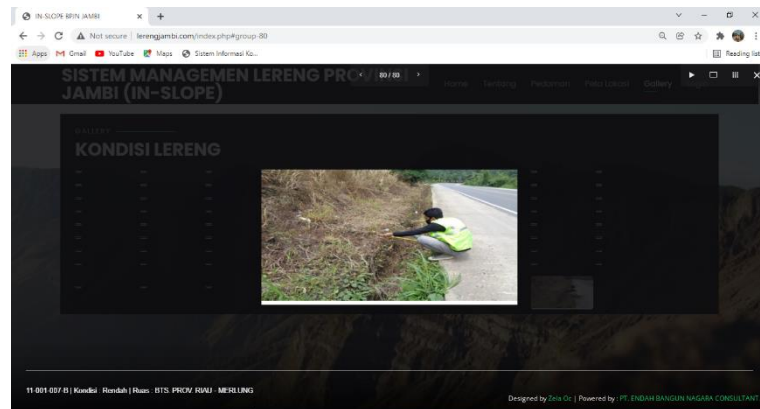 IN-SLOPE BPJN JAMBI
Not secure | lerengjambi.com/index.php#group-80
Apps Gmail YouTube Maps Sistem Informasi Ko...
Reading list
SISTEM MANAGEMEN LERENG PROVINSI
JAMBI (IN-SLOPE)
80 / 80
Home Tentang Pedoman Peta Lokasi Gallery
GALLERY
KONDISI LERENG
11-001-007-B | Kondisi : Rendah | Ruas : BTS. PROV. RIAU - MERLUNG
Designed by Zela Oz | Powered by : PT. ENDAH BANGUN NAGARA CONSULTANT